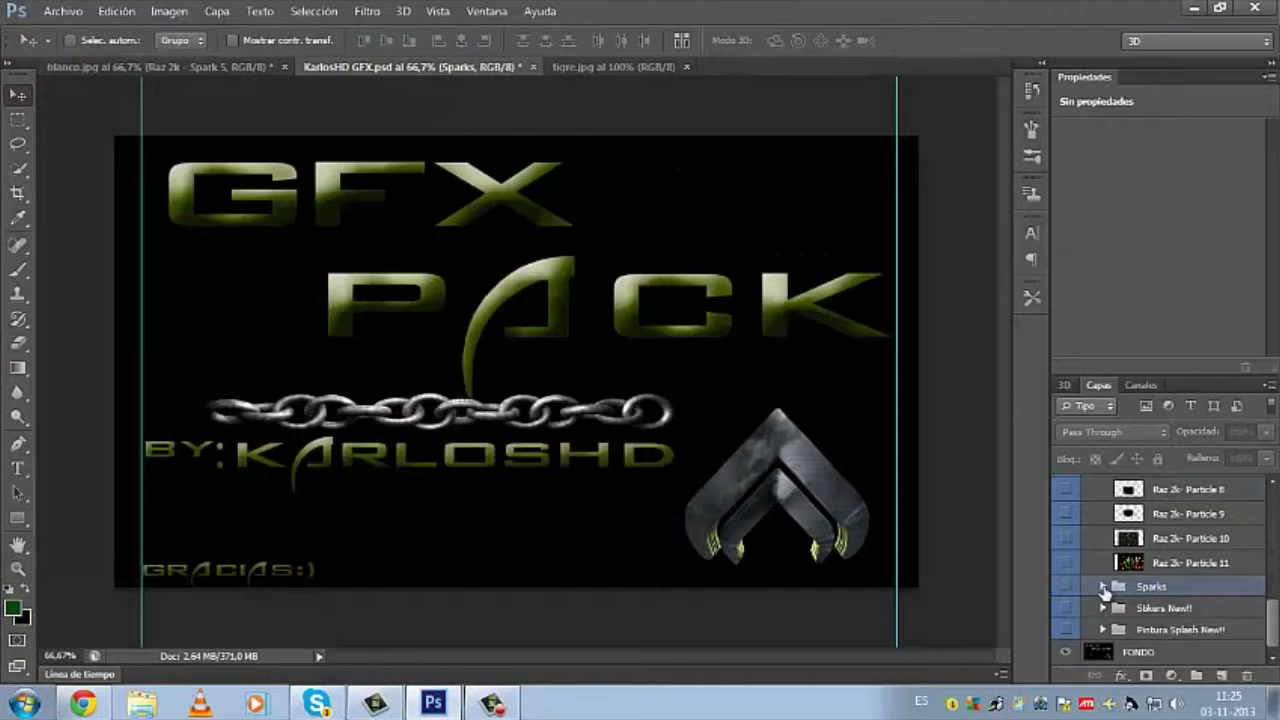 Ps Archivo Edición Imagen Capa Texto Selección Filtro 3D Vista Ventana Ayuda
Selec. autom.: Grupo Mostrar contr. transf. Modo 3D: 3D
blanco.jpg al 66,7% (Raz 2k - Spark 5, RGB/8) * × KarlosHD GFX.psd al 66,7% (Sparks, RGB/8) * × tigre.jpg al 100% (RGB/8) ×
Propiedades
Sin propiedades
GFX
PACK
BY:KARLOSHD
GRACIAS:)
3D Capas Canales
Tipo
Pass Through Opacidad:
Bloq.: Relleno:
Raz 2k- Particle 8
Raz 2k- Particle 9
Raz 2k- Particle 10
Raz 2k- Particle 11
Sparks
Stikers New!!
Pintura Splash New!!
FONDO
66,67% Doc: 2,64 MB/371,0 MB
Línea de tiempo
ES 11:25
03-11-2013